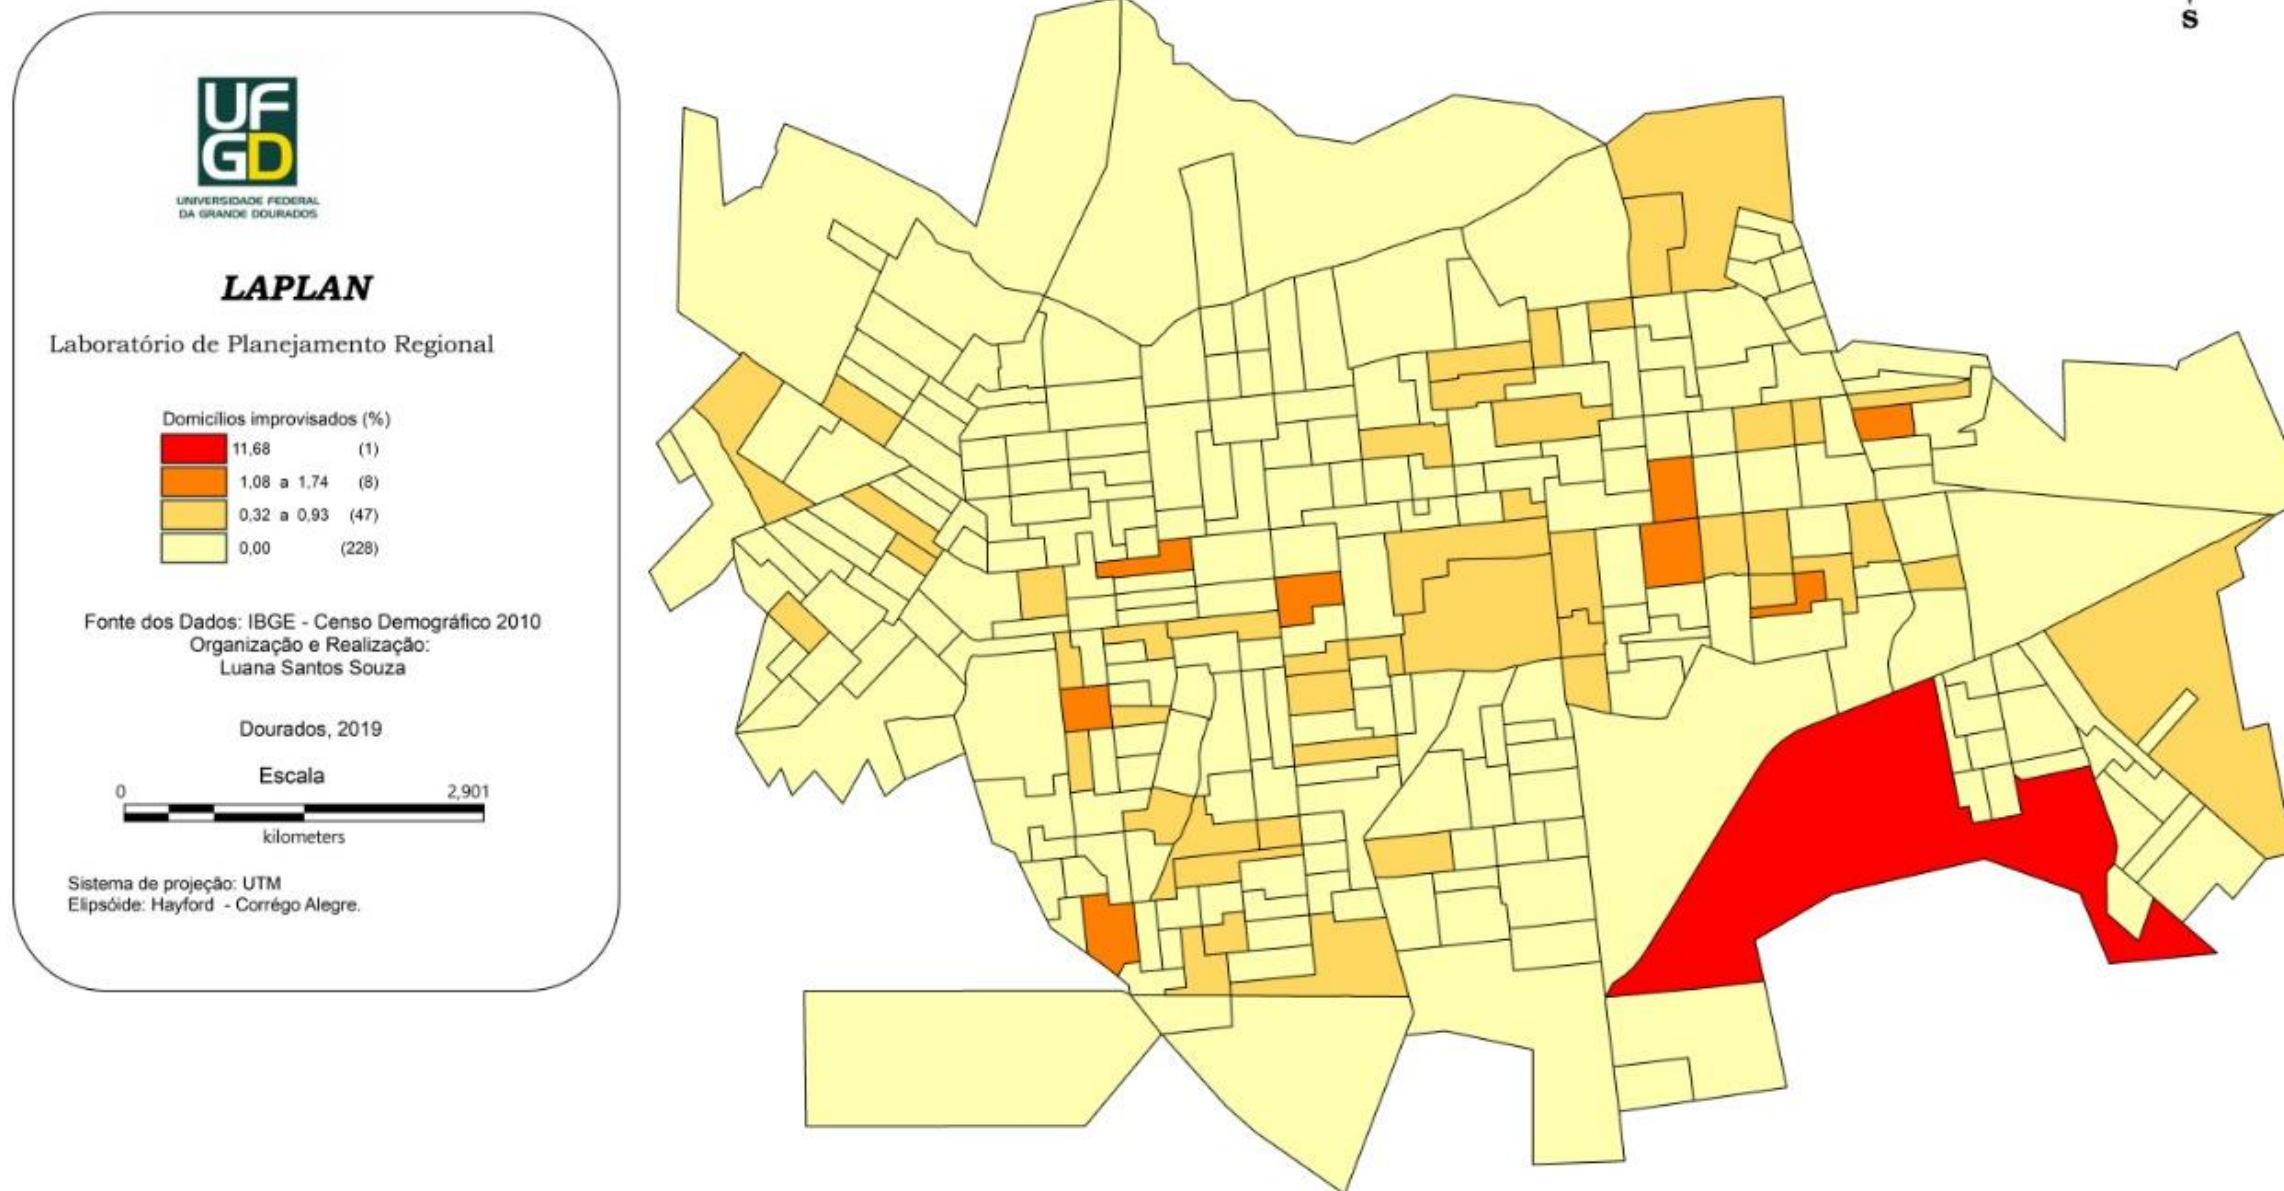 S
UF
GD
UNIVERSIDADE FEDERAL
DA GRANDE DOURADOS
LAPLAN
Laboratório de Planejamento Regional
Domicílios improvisados (%)
11,68 (1)
1,08 a 1,74 (8)
0,32 a 0,93 (47)
0,00 (228)
Fonte dos Dados: IBGE - Censo Demográfico 2010
Organização e Realização:
Luana Santos Souza
Dourados, 2019
Escala
0 2,901
kilometers
Sistema de projeção: UTM
Elipsóide: Hayford - Corrégo Alegre.